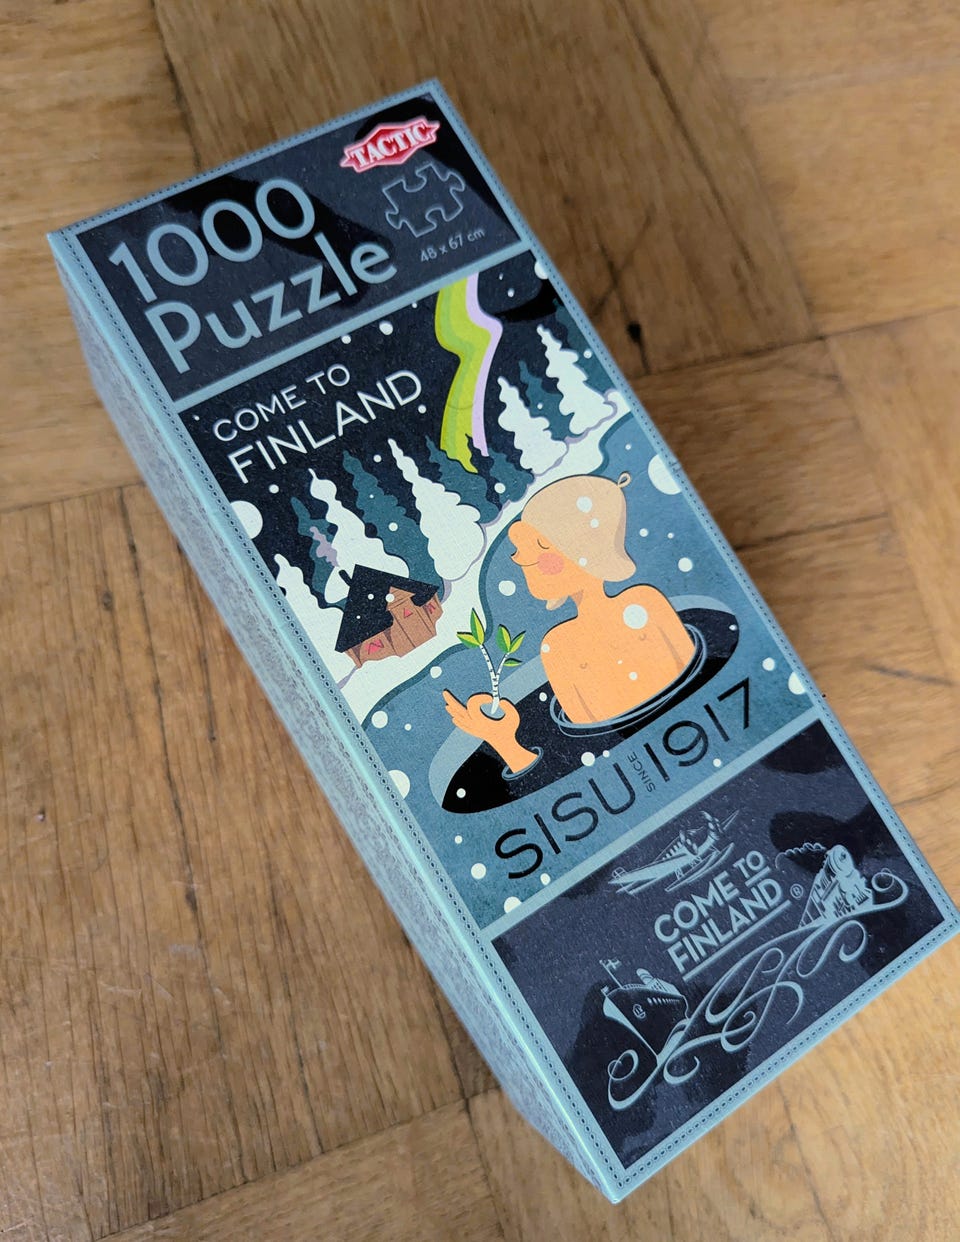 TACTIC
1000
Puzzle
48 x 67 cm
COME TO
FINLAND
SISU SINCE 1917
COME TO
FINLAND ®